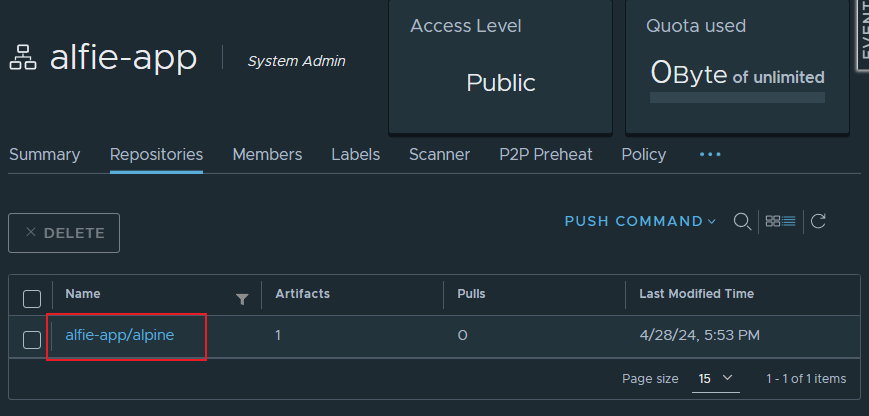 alfie-app
System Admin
Access Level
Public
Quota used
0Byte of unlimited
EVENT
Summary Repositories Members Labels Scanner P2P Preheat Policy •••
× DELETE
PUSH COMMAND
Name Artifacts Pulls Last Modified Time
alfie-app/alpine 1 0 4/28/24, 5:53 PM
Page size 15 1 - 1 of 1 items